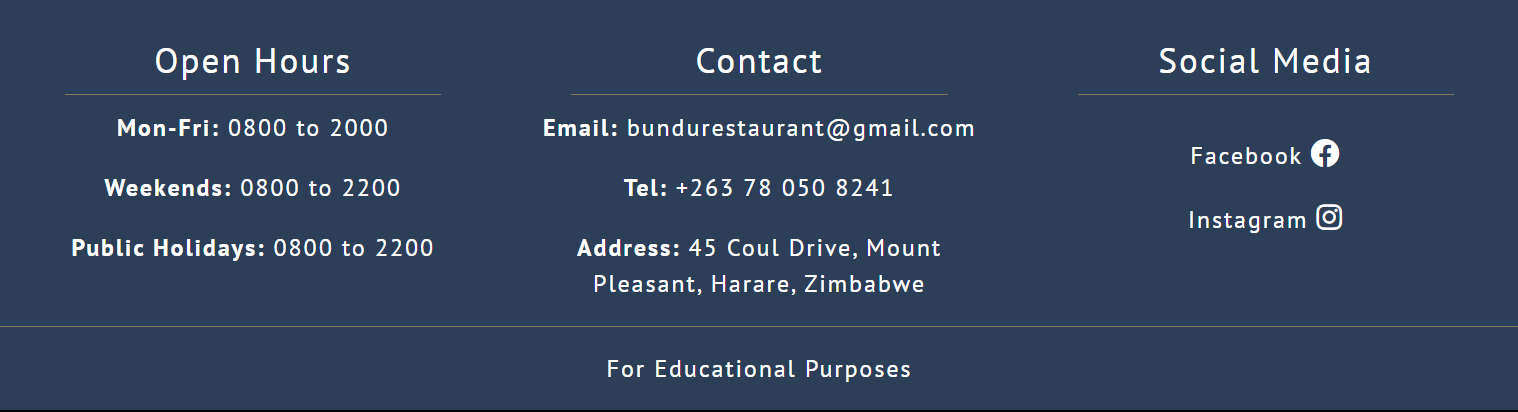 Open Hours
Mon-Fri: 0800 to 2000
Weekends: 0800 to 2200
Public Holidays: 0800 to 2200
Contact
Email: bundurestaurant@gmail.com
Tel: +263 78 050 8241
Address: 45 Coul Drive, Mount
Pleasant, Harare, Zimbabwe
Social Media
Facebook
Instagram
For Educational Purposes